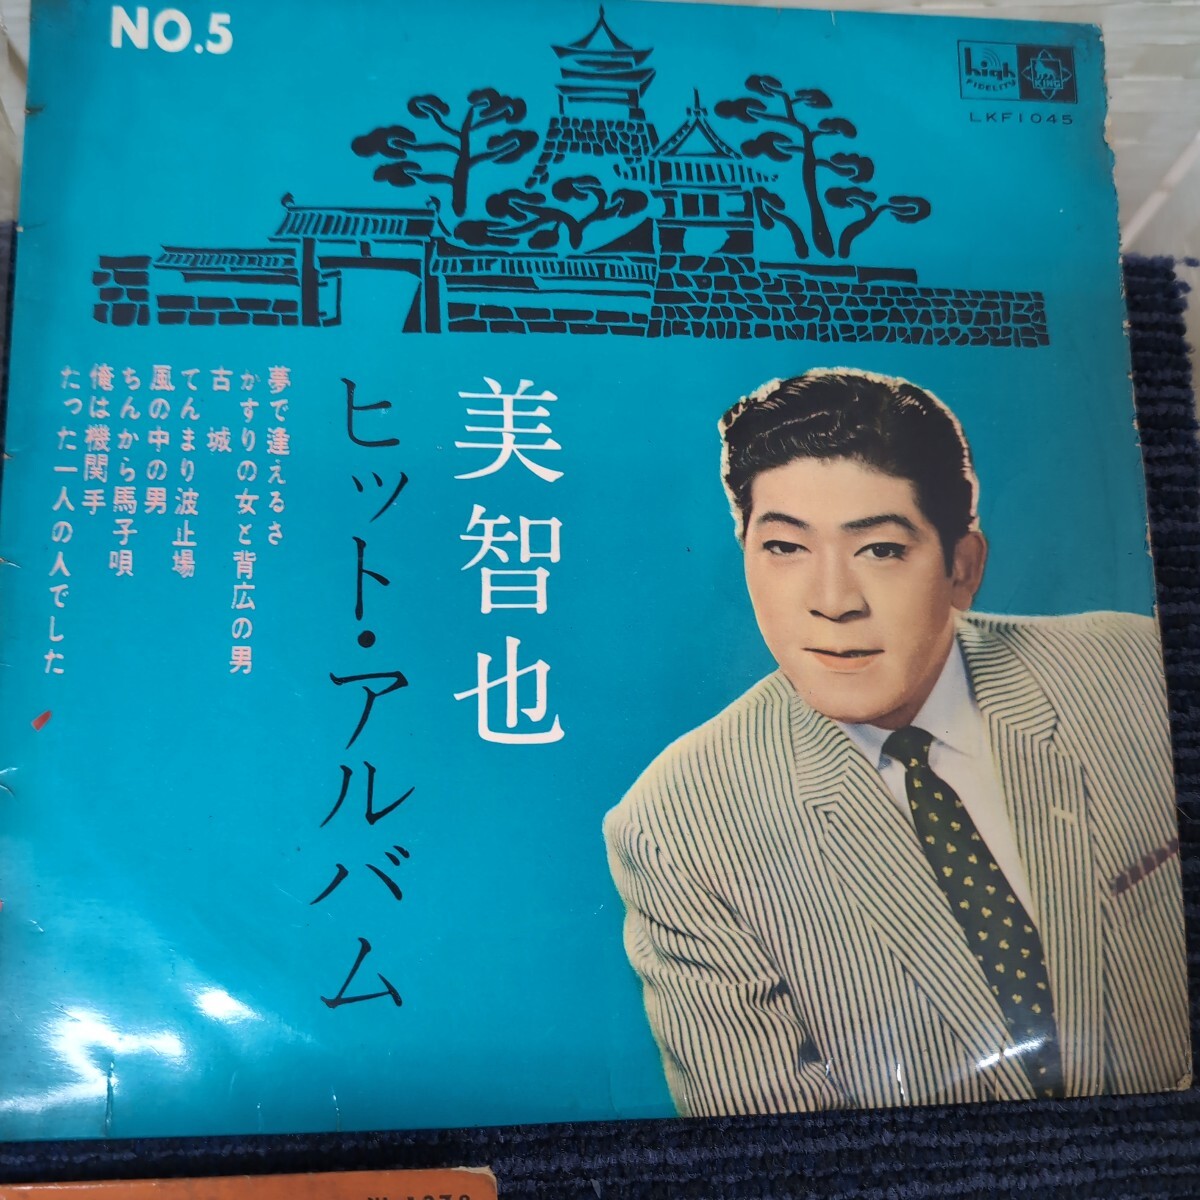 NO.5
high
FIDELITY
KING
LKF1045
美智也
ヒット・アルバム
夢で逢えるさ
かすりの女と背広の男
古城
てんまり波止場
風の中の男
ちんから馬子唄
俺は機関手
たった一人の人でした